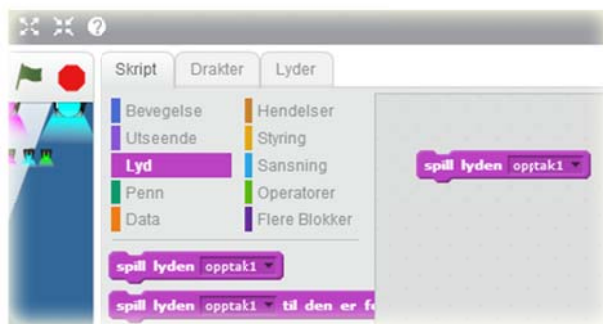 Skript Drakter Lyder
Bevegelse Hendelser
Utseende Styring
Lyd Sansning
Penn Operatorer
Data Flere Blokker
spill lyden opptak1
spill lyden opptak1
spill lyden opptak1 til den er